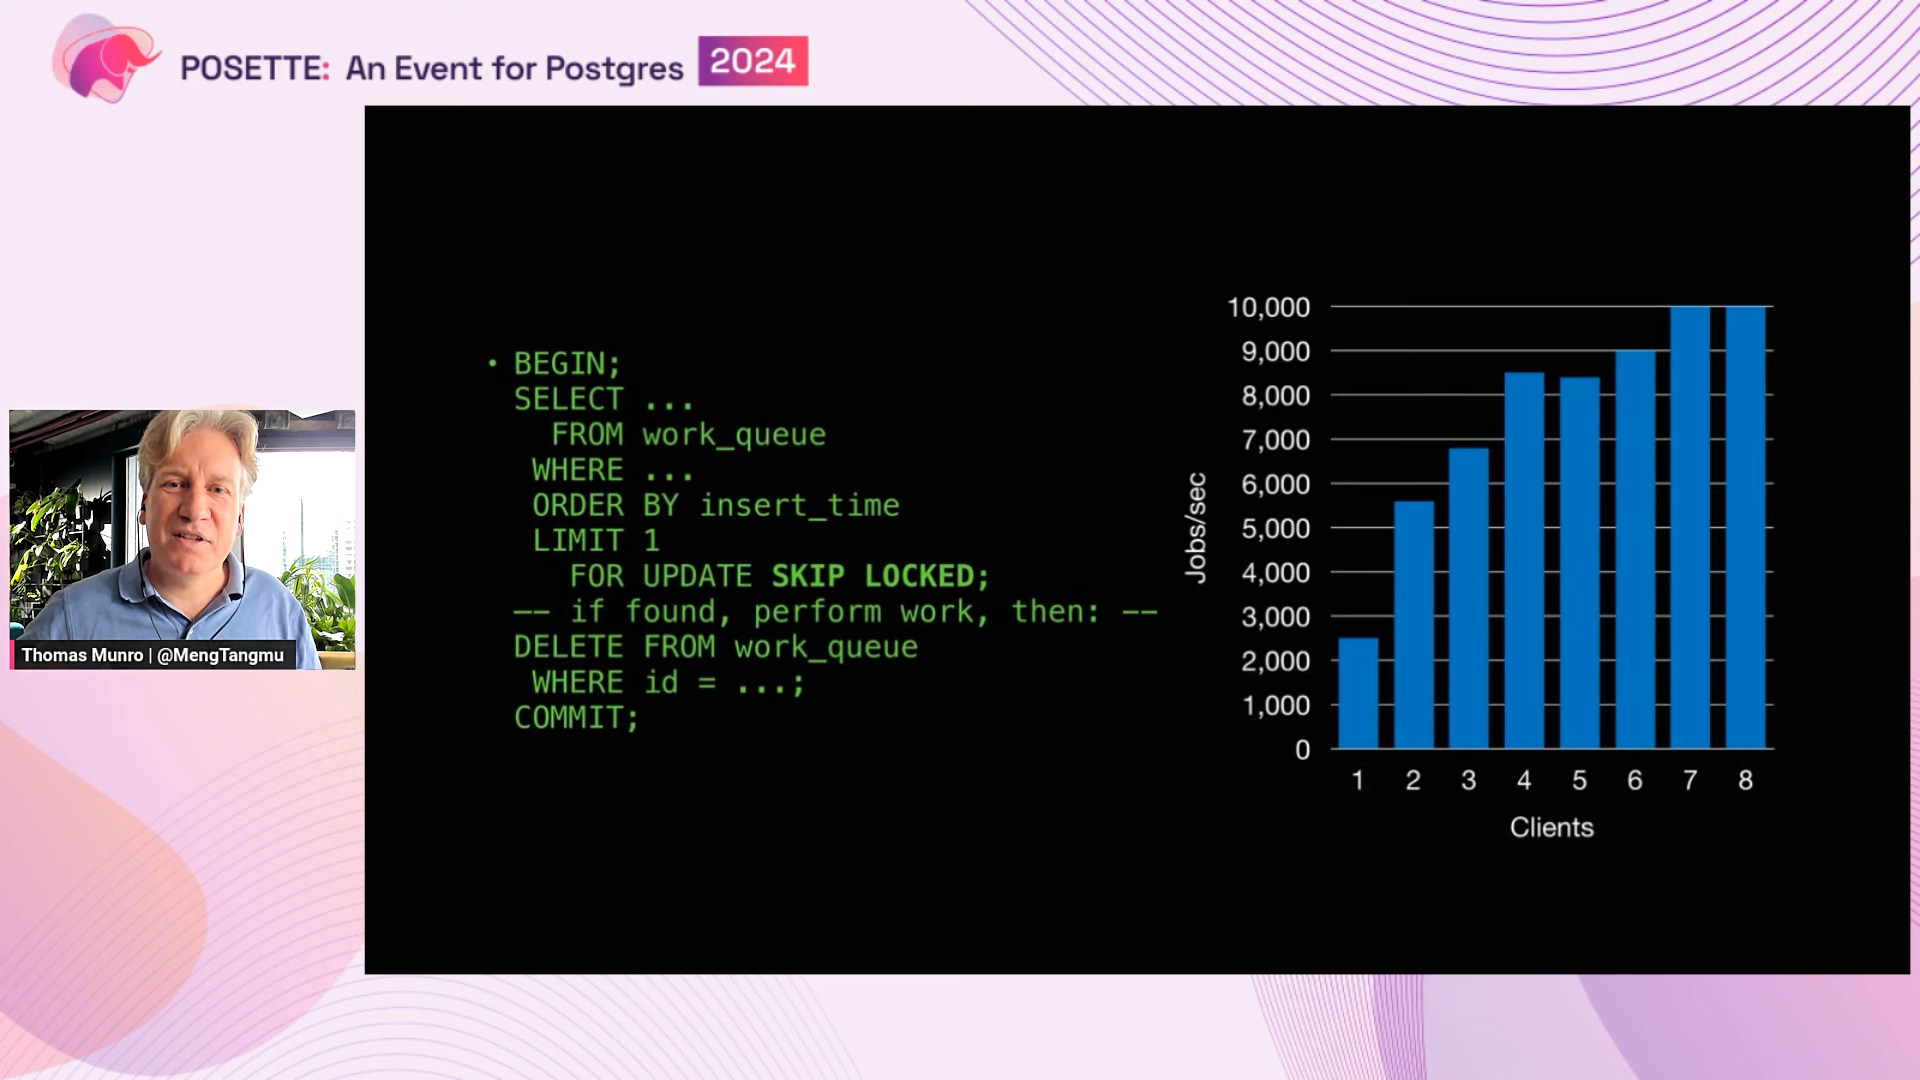 POSETTE: An Event for Postgres 2024
• BEGIN;
SELECT ...
FROM work_queue
WHERE ...
ORDER BY insert_time
LIMIT 1
FOR UPDATE SKIP LOCKED;
—— if found, perform work, then: ——
DELETE FROM work_queue
WHERE id = ...;
COMMIT;
Jobs/sec
10,000
9,000
8,000
7,000
6,000
5,000
4,000
3,000
2,000
1,000
0
1 2 3 4 5 6 7 8
Clients
Thomas Munro | @MengTangmu